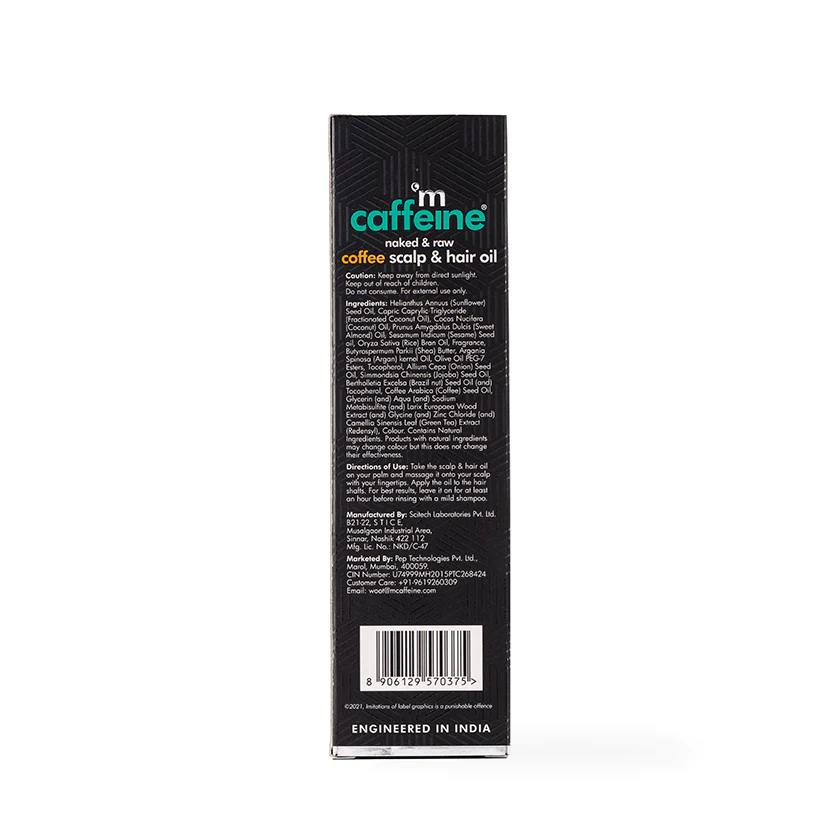 'm
caffeine®
naked & raw
coffee scalp & hair oil
Caution: Keep away from direct sunlight.
Keep out of reach of children.
Do not consume. For external use only.
Ingredients: Helianthus Annuus (Sunflower)
Seed Oil, Capric Caprylic Triglyceride
(Fractionated Coconut Oil), Cocos Nucifera
(Coconut) Oil, Prunus Amygdalus Dulcis (Sweet
Almond) Oil, Sesamum Indicum (Sesame) Seed
oil, Oryza Sativa (Rice) Bran Oil, Fragrance,
Butyrospermum Parkii (Shea) Butter, Argania
Spinosa (Argan) kernel Oil, Olive Oil PEG-7
Esters, Tocopherol, Allium Cepa (Onion) Seed
Oil, Simmondsia Chinensis (Jojoba) Seed Oil,
Bertholletia Excelsa (Brazil nut) Seed Oil (and)
Tocopherol, Coffee Arabica (Coffee) Seed Oil,
Glycerin (and) Aqua (and) Sodium
Metabisulfite (and) Larix Europaea Wood
Extract (and) Glycine (and) Zinc Chloride (and)
Camellia Sinensis Leaf (Green Tea) Extract
(Redensyl), Colour. Contains Natural
Ingredients. Products with natural ingredients
may change colour but this does not change
their effectiveness.
Directions of Use: Take the scalp & hair oil
on your palm and massage it onto your scalp
with your fingertips. Apply the oil to the hair
shafts. For best results, leave it on for at least
an hour before rinsing with a mild shampoo.
Manufactured By: Scitech Laboratories Pvt. Ltd.
B21-22, S T I C E,
Musalgaon Industrial Area,
Sinnar, Nashik 422 112
Mfg. Lic. No.: NKD/C-47
Marketed By: Pep Technologies Pvt. Ltd.,
Marol, Mumbai, 400059.
CIN Number: U74999MH2015PTC268424
Customer Care: +91-9619260309
Email: woot@mcaffeine.com
8 906129 570375 >
©2021, Imitations of label graphics is a punishable offence
ENGINEERED IN INDIA